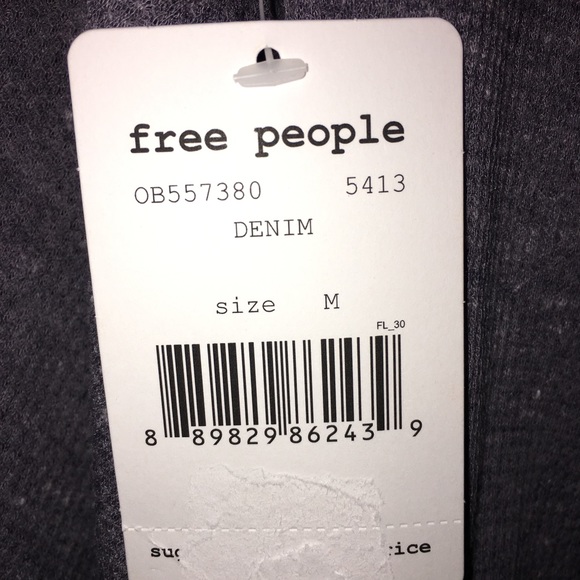 free people
OB557380 5413
DENIM
size M
FL_30
8 89829 86243 9